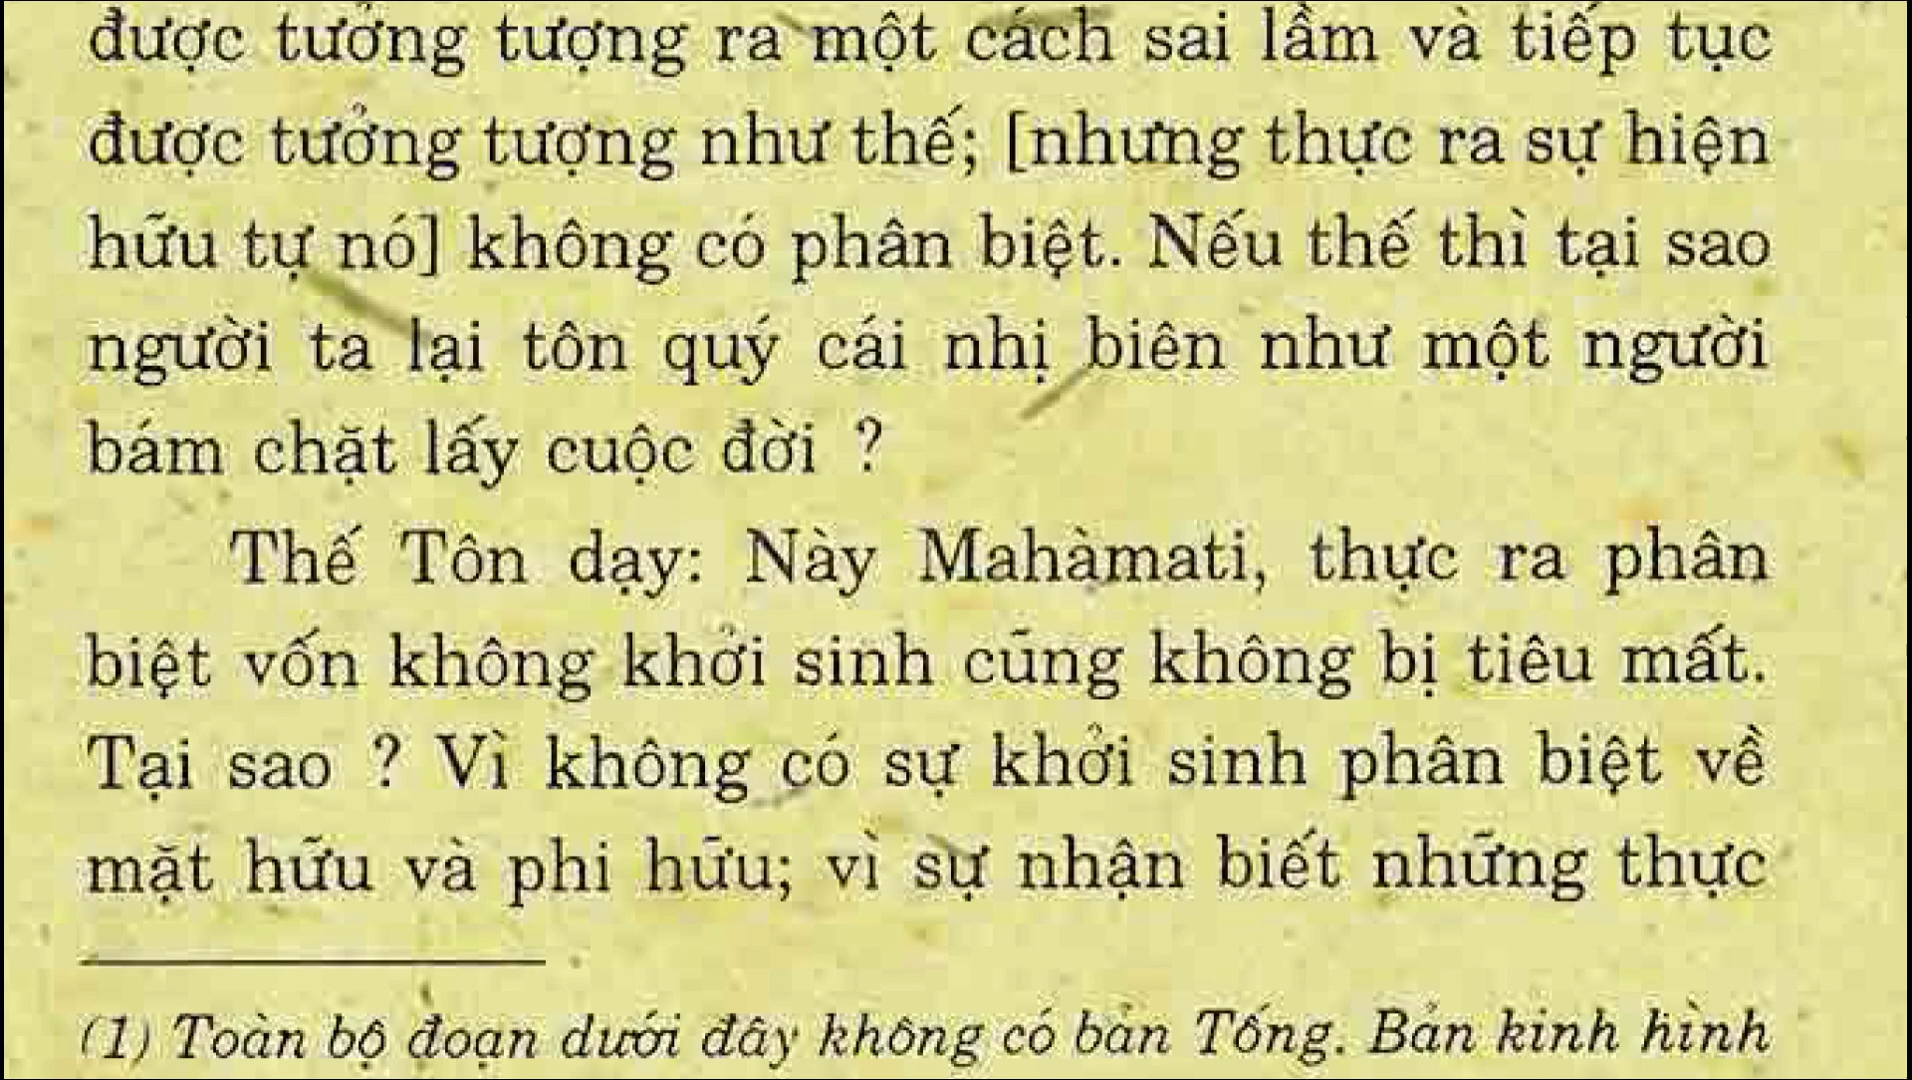 được tưởng tượng ra một cách sai lầm và tiếp tục
được tưởng tượng như thế; [nhưng thực ra sự hiện
hữu tự nó] không có phân biệt. Nếu thế thì tại sao
người ta lại tôn quý cái nhị biên như một người
bám chặt lấy cuộc đời ?
Thế Tôn dạy: Này Mahàmati, thực ra phân
biệt vốn không khởi sinh cũng không bị tiêu mất.
Tại sao ? Vì không có sự khởi sinh phân biệt về
mặt hữu và phi hữu; vì sự nhận biết những thực
(1) Toàn bộ đoạn dưới đây không có bản Tống. Bản kinh hình